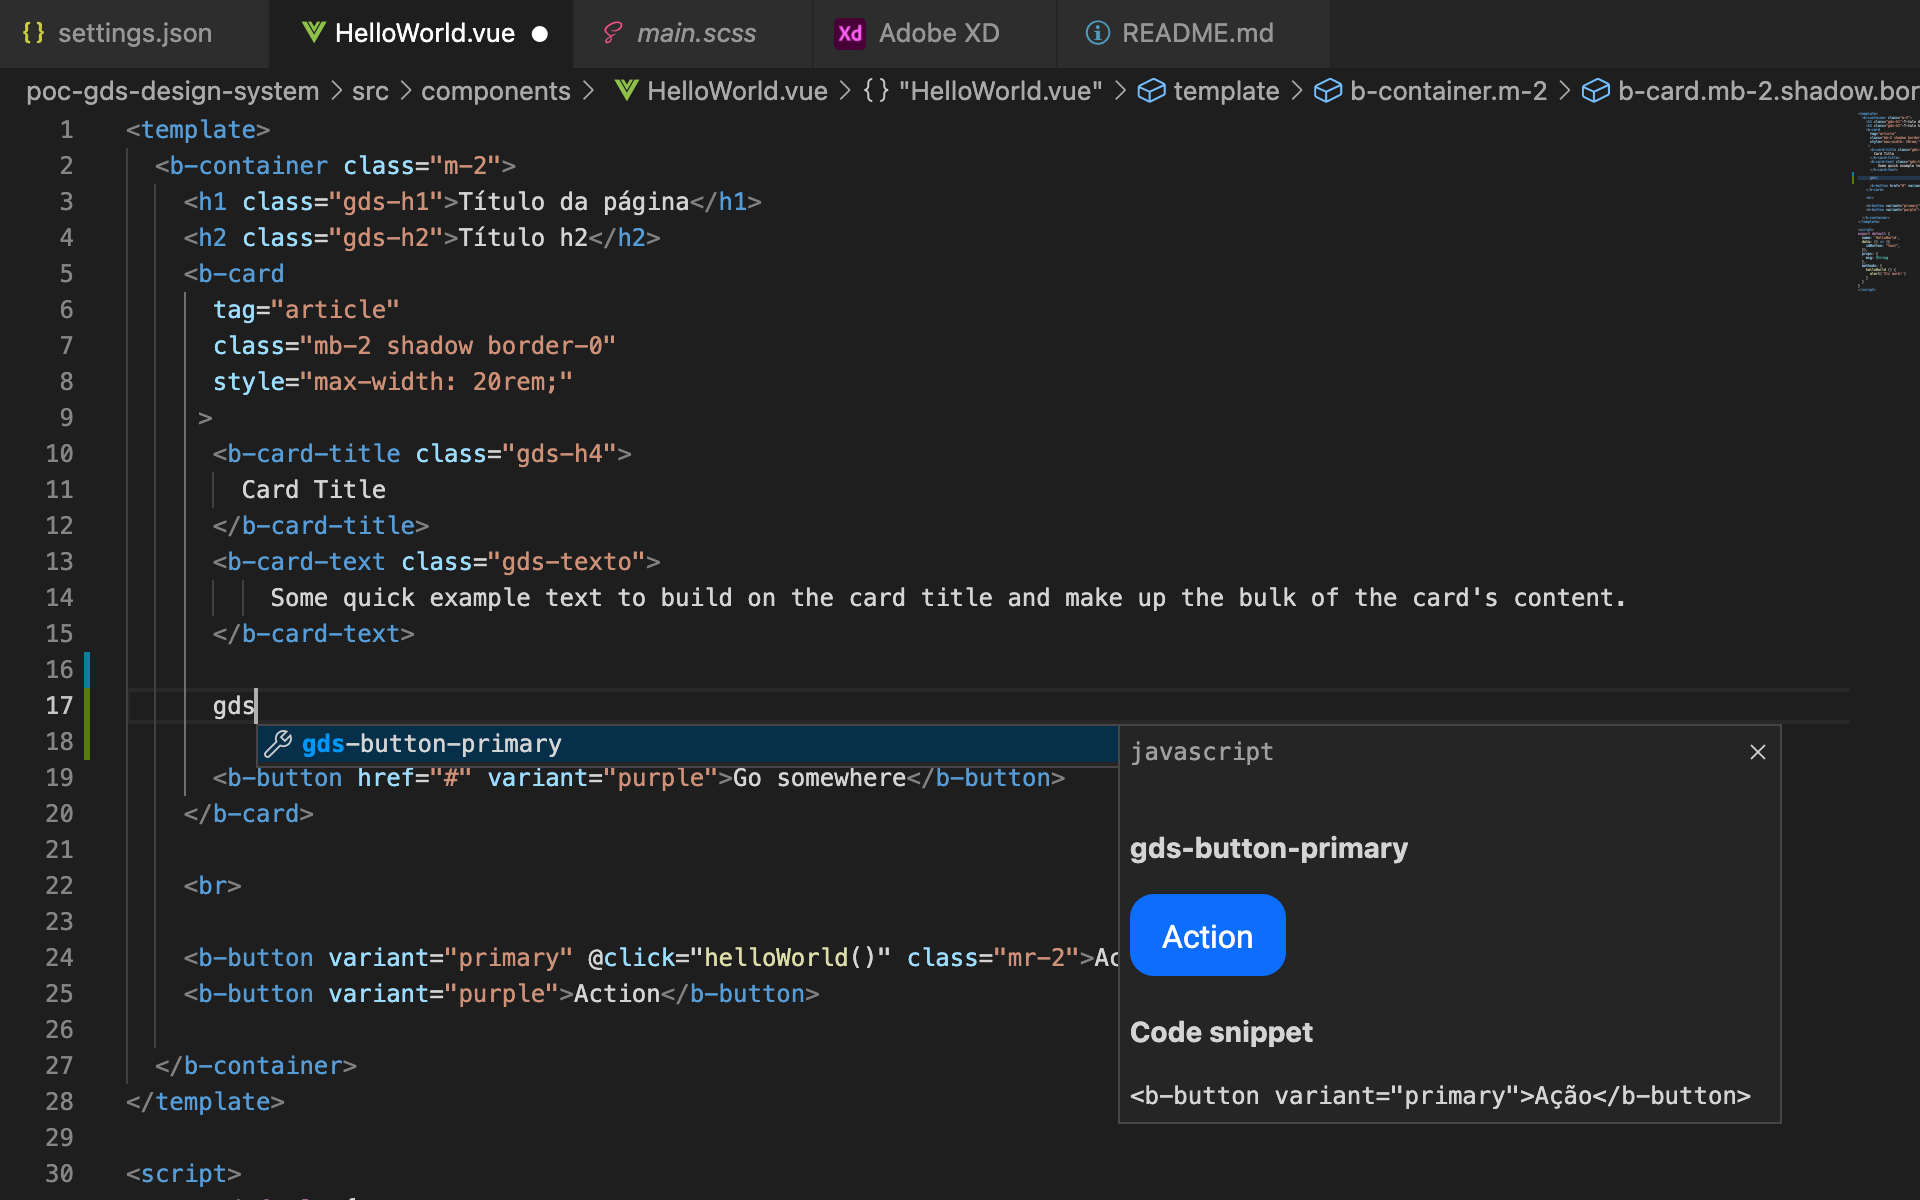 settings.json
HelloWorld.vue
main.scss
Xd Adobe XD
README.md
poc-gds-design-system > src > components > HelloWorld.vue > {} "HelloWorld.vue" > template > b-container.m-2 > b-card.mb-2.shadow.bor
1 <template>
2 <b-container class="m-2">
3 <h1 class="gds-h1">Título da página</h1>
4 <h2 class="gds-h2">Título h2</h2>
5 <b-card
6 tag="article"
7 class="mb-2 shadow border-0"
8 style="max-width: 20rem;"
9 >
10 <b-card-title class="gds-h4">
11 Card Title
12 </b-card-title>
13 <b-card-text class="gds-texto">
14 Some quick example text to build on the card title and make up the bulk of the card's content.
15 </b-card-text>
16
17 gds
18
gds-button-primary
19 <b-button href="#" variant="purple">Go somewhere</b-button>
20 </b-card>
21
22 <br>
23
24 <b-button variant="primary" @click="helloWorld()" class="mr-2">Ac
25 <b-button variant="purple">Action</b-button>
26
27 </b-container>
28 </template>
29
30 <script>
javascript
gds-button-primary
Action
Code snippet
<b-button variant="primary">Ação</b-button>